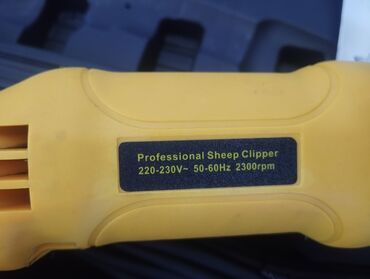 Professional Sheep Clipper
220-230V~ 50-60Hz 2300rpm